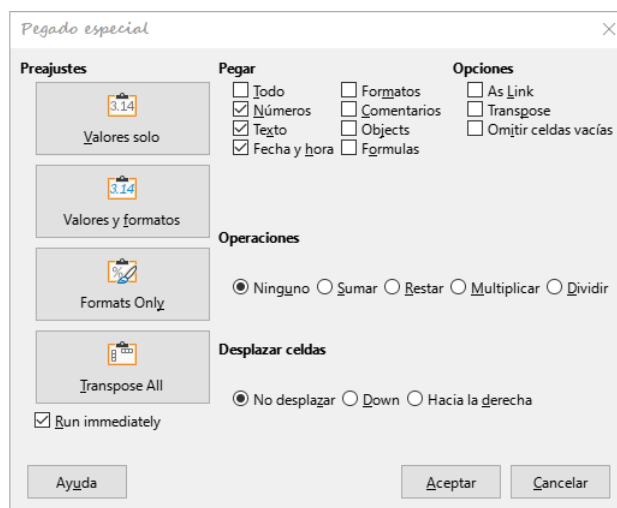 Pegado especial
Preajustes
3.14
Valores solo
3.14
Valores y formatos
%
Formats Only
Transpose All
Run immediately
Pegar
Todo
Números
Texto
Fecha y hora
Formatos
Comentarios
Objects
Formulas
Opciones
As Link
Transpose
Omitir celdas vacías
Operaciones
Ninguno Sumar Restar Multiplicar Dividir
Desplazar celdas
No desplazar Down Hacia la derecha
Ayuda Aceptar Cancelar